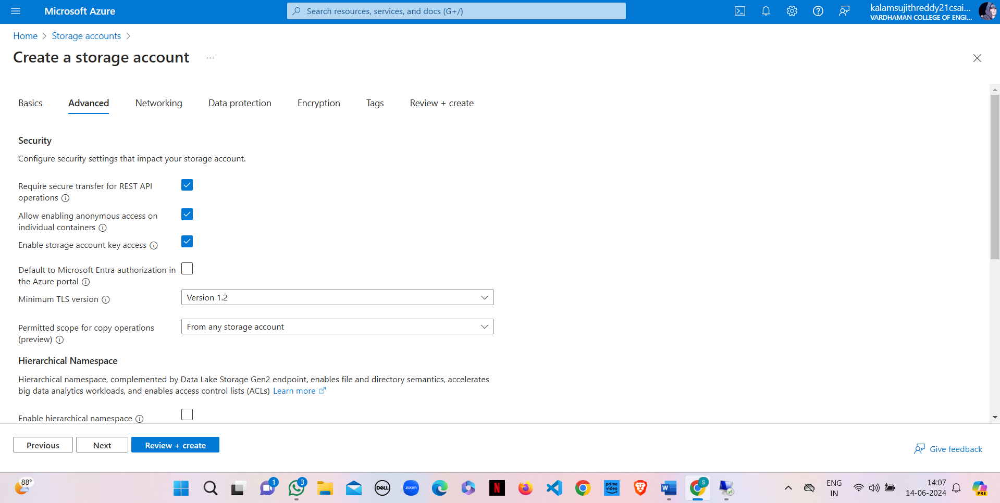 Microsoft Azure
Search resources, services, and docs (G+/)
kalamsujithreddy21csai...
VARDHAMAN COLLEGE OF ENGI...
Home > Storage accounts >
Create a storage account ...
Basics Advanced Networking Data protection Encryption Tags Review + create
Security
Configure security settings that impact your storage account.
Require secure transfer for REST API
operations
Allow enabling anonymous access on
individual containers
Enable storage account key access
Default to Microsoft Entra authorization in
the Azure portal
Minimum TLS version
Version 1.2
Permitted scope for copy operations
(preview)
From any storage account
Hierarchical Namespace
Hierarchical namespace, complemented by Data Lake Storage Gen2 endpoint, enables file and directory semantics, accelerates
big data analytics workloads, and enables access control lists (ACLs) Learn more
Enable hierarchical namespace
Previous Next Review + create
Give feedback
88°
1
3
DELL
zoom
N
prime
video
W
S
ENG
IN
14:07
14-06-2024
PRE